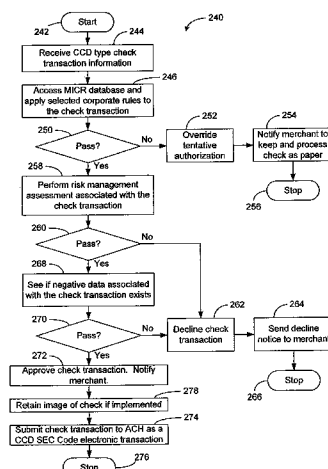 Start
242
240
244
Receive CCD type check
transaction information
246
Access MICR database and
apply selected corporate rules to
the check transaction
250
Pass?
No
Yes
252
Override
tentative
authorization
254
Notify merchant to
keep and process
check as paper
Stop
256
258
Perform risk management
assessment associated with the
check transaction
260
Pass?
No
Yes
268
See if negative data associated
with the check transaction exists
270
Pass?
No
Yes
262
Decline check
transaction
264
Send decline
notice to merchant
Stop
266
272
Approve check transaction. Notify
merchant.
278
Retain image of check if implemented
274
Submit check transaction to ACH as a
CCD SEC Code electronic transaction
Stop
276